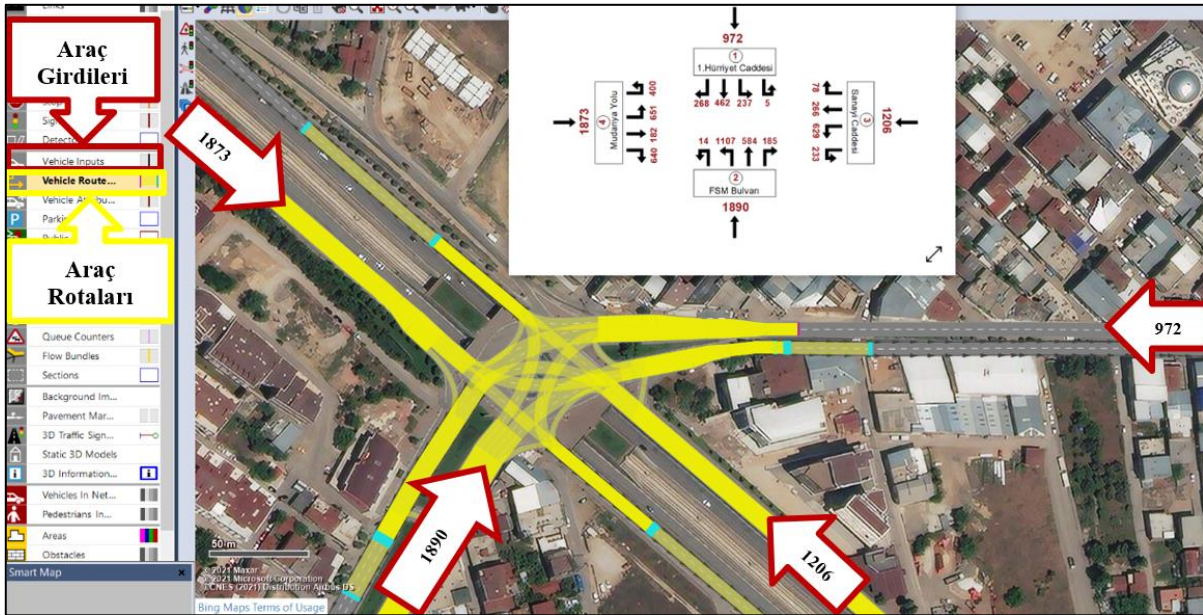 Araç
Girdileri
Vehicle Inputs
Vehicle Route...
Vehicle Attribu...
Araç
Rotaları
Queue Counters
Flow Bundles
Sections
Background Im...
Pavement Mar...
3D Traffic Sign...
Static 3D Models
3D Information...
Vehicles In Net...
Pedestrians In...
Areas
Obstacles
Smart Map
1873
972
1890
1206
972
1
1.Hürriyet Caddesi
268 462 237 5
1873
4
Mudanya Yolu
400
651
182
640
78
266
629
233
3
Sanayi Caddesi
1206
14 1107 584 185
2
FSM Bulvarı
1890
50 m
© 2021 Maxar
© 2021 Microsoft Corporation
©CNES (2021) Distribution Airbus DS
Bing Maps Terms of Usage